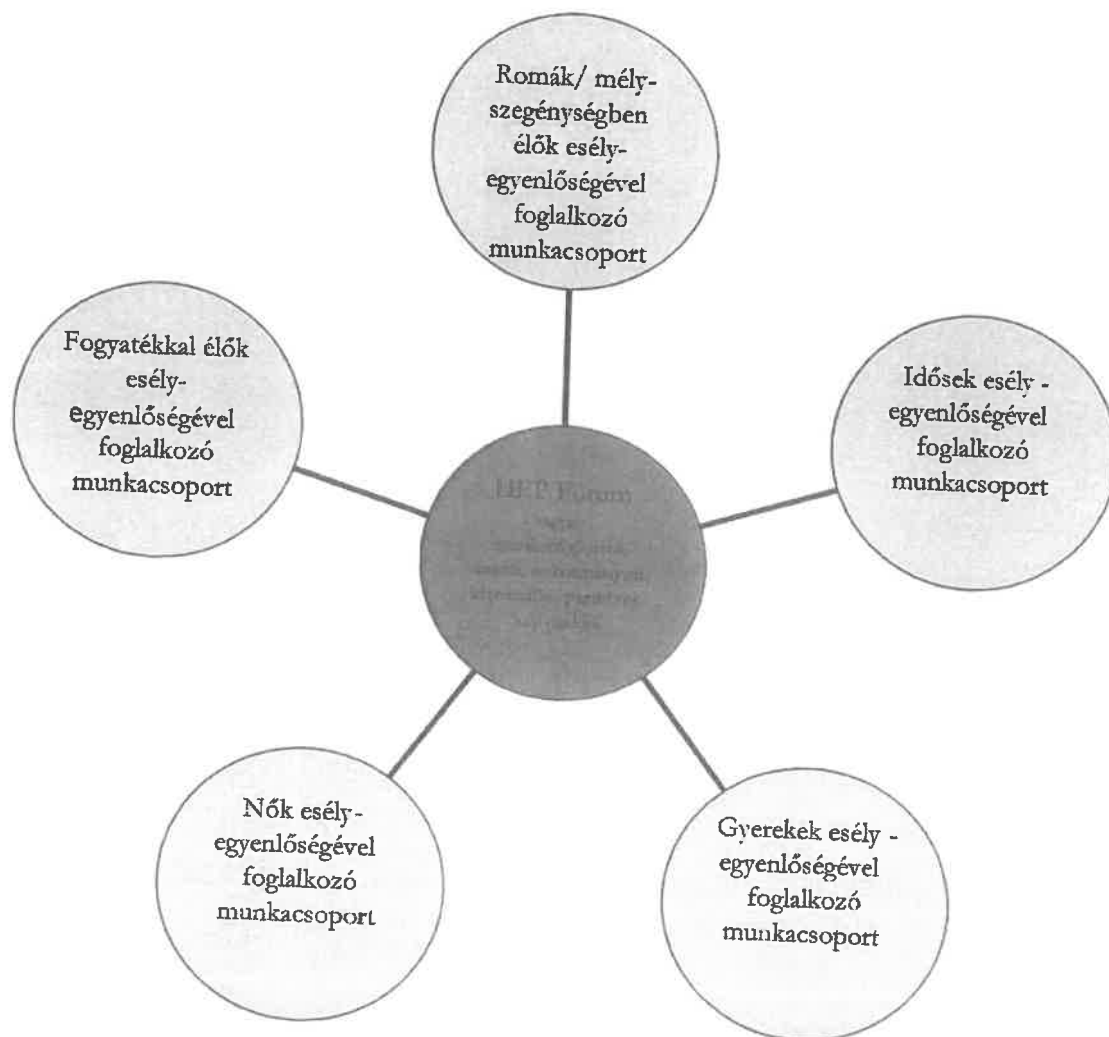 Romák/ mély-
szegénységben
élők esély-
egyenlőségével
foglalkozó
munkacsoport
Fogyatékkal élők
esély-
egyenlőségével
foglalkozó
munkacsoport
Idősek esély -
egyenlőségével
foglalkozó
munkacsoport
HEP Fórum
Nők esély-
egyenlőségével
foglalkozó
munkacsoport
Gyerekek esély -
egyenlőségével
foglalkozó
munkacsoport